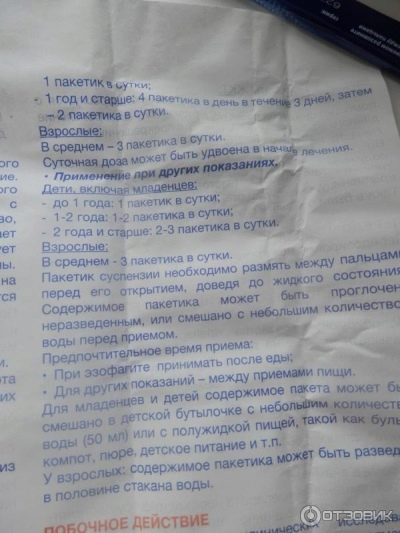 1 пакетик в сутки;
- 1 год и старше: 4 пакетика в день в течение 3 дней, затем
– 2 пакетика в сутки.
Взрослые:
В среднем – 3 пакетика в сутки.
Суточная доза может быть удвоена в начале лечения.
• Применение при других показаниях.
Дети, включая младенцев:
- до 1 года: 1 пакетик в сутки;
- 1-2 года: 1-2 пакетика в сутки;
- 2 года и старше: 2-3 пакетика в сутки.
Взрослые:
В среднем - 3 пакетика в сутки.
Пакетик суспензии необходимо размять между пальцами
перед его открытием, доведя до жидкого состояния
Содержимое пакетика может быть проглочен
неразведенным, или смешано с небольшим количество
воды перед приемом.
Предпочтительное время приема:
• При эзофагите принимать после еды;
• Для других показаний – между приемами пищи.
Для младенцев и детей содержимое пакета может бы
смешано в детской бутылочке с небольшим количеств
воды (50 мл) или с полужидкой пищей, такой как буль
компот, пюре, детское питание и т.п.
У взрослых: содержимое пакетика может быть развед
в половине стакана воды.
ПОБОЧНОЕ ДЕЙСТВИЕ
ОТЗОВИК